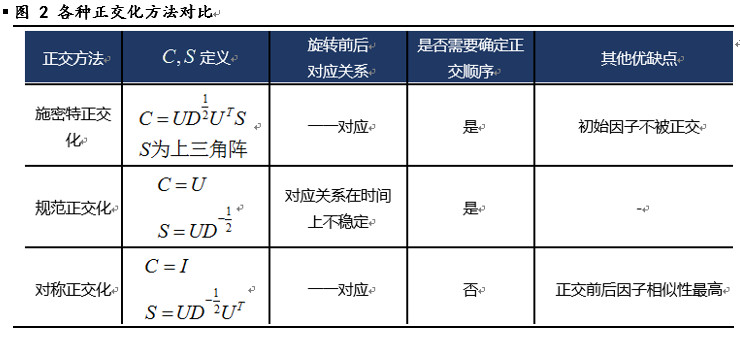 ▪ 图 2 各种正交化方法对比
正交方法 C, S 定义 旋转前后 是否需要确定正 其他优缺点
对应关系 交顺序
施密特正交 C = UD^{1/2}U^T S 一一对应 是 初始因子不被正交
化 S为上三角阵
规范正交化 C = U 对应关系在时间 是 -
S = UD^{-1/2} 上不稳定
对称正交化 C = I 一一对应 否 正交前后因子相似性最高
S = UD^{-1/2}U^T